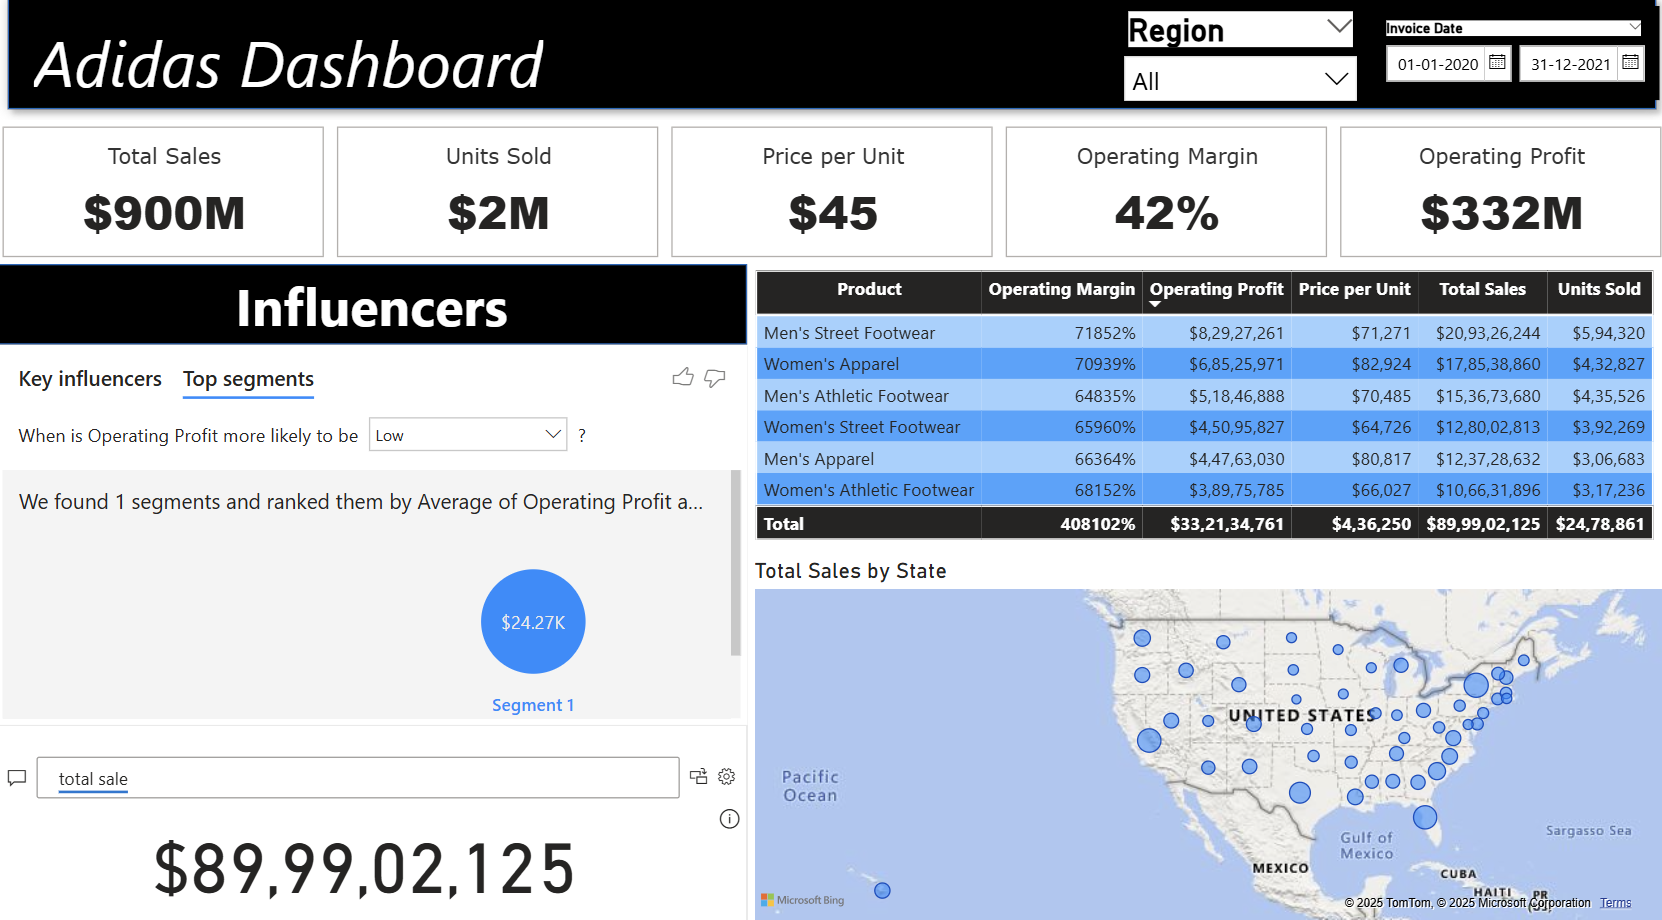 Adidas Dashboard
Region
All
Invoice Date
01-01-2020
31-12-2021
Total Sales
$900M
Units Sold
$2M
Price per Unit
$45
Operating Margin
42%
Operating Profit
$332M
Influencers
Key influencers Top segments
When is Operating Profit more likely to be Low ?
We found 1 segments and ranked them by Average of Operating Profit a...
$24.27K
Segment 1
total sale
$89,99,02,125
Product Operating Margin Operating Profit Price per Unit Total Sales Units Sold
Men's Street Footwear 71852% $8,29,27,261 $71,271 $20,93,26,244 $5,94,320
Women's Apparel 70939% $6,85,25,971 $82,924 $17,85,38,860 $4,32,827
Men's Athletic Footwear 64835% $5,18,46,888 $70,485 $15,36,73,680 $4,35,526
Women's Street Footwear 65960% $4,50,95,827 $64,726 $12,80,02,813 $3,92,269
Men's Apparel 66364% $4,47,63,030 $80,817 $12,37,28,632 $3,06,683
Women's Athletic Footwear 68152% $3,89,75,785 $66,027 $10,66,31,896 $3,17,236
Total 408102% $33,21,34,761 $4,36,250 $89,99,02,125 $24,78,861
Total Sales by State
UNITED STATES
Pacific
Ocean
Gulf of
Mexico
Sargasso Sea
MEXICO
CUBA
HAITI
PR
Microsoft Bing
© 2025 TomTom, © 2025 Microsoft Corporation Terms